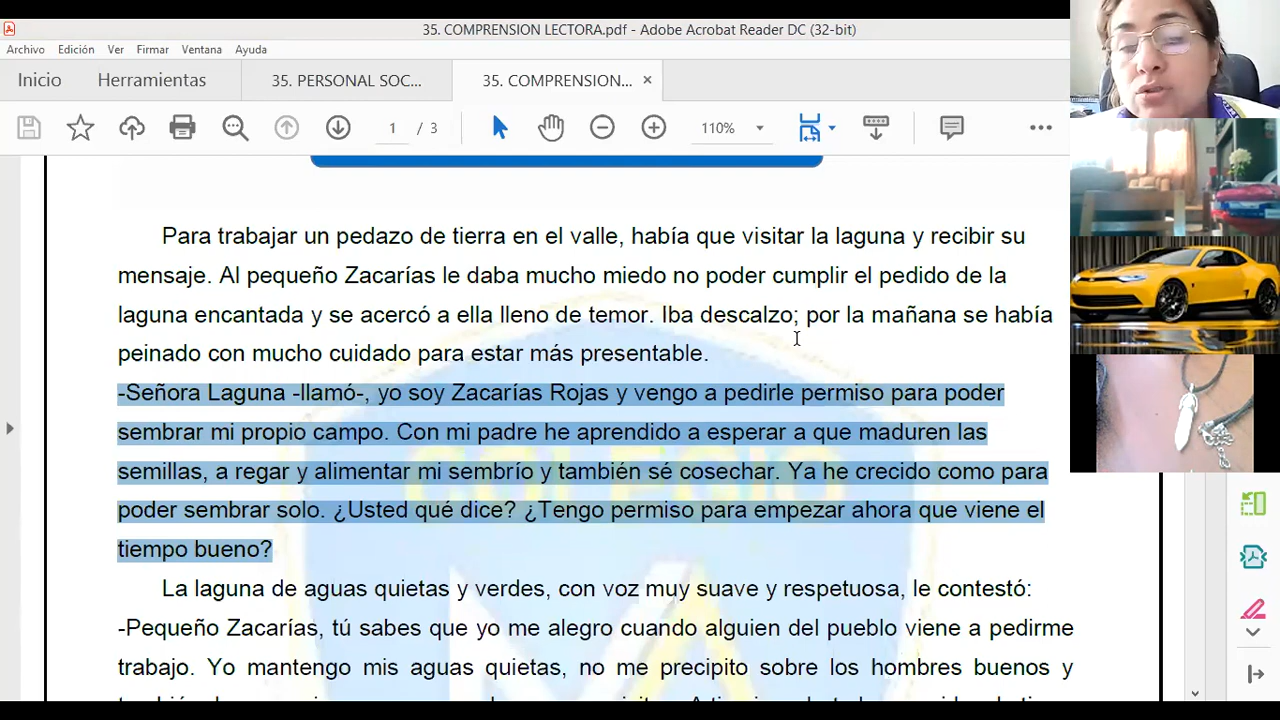 35. COMPRENSION LECTORA.pdf - Adobe Acrobat Reader DC (32-bit)
Archivo Edición Ver Firmar Ventana Ayuda
Inicio Herramientas 35. PERSONAL SOC... 35. COMPRENSION... ×
1 / 3 110%
Para trabajar un pedazo de tierra en el valle, había que visitar la laguna y recibir su
mensaje. Al pequeño Zacarías le daba mucho miedo no poder cumplir el pedido de la
laguna encantada y se acercó a ella lleno de temor. Iba descalzo; por la mañana se había
peinado con mucho cuidado para estar más presentable.
-Señora Laguna -llamó-, yo soy Zacarías Rojas y vengo a pedirle permiso para poder
sembrar mi propio campo. Con mi padre he aprendido a esperar a que maduren las
semillas, a regar y alimentar mi sembrío y también sé cosechar. Ya he crecido como para
poder sembrar solo. ¿Usted qué dice? ¿Tengo permiso para empezar ahora que viene el
tiempo bueno?
La laguna de aguas quietas y verdes, con voz muy suave y respetuosa, le contestó:
-Pequeño Zacarías, tú sabes que yo me alegro cuando alguien del pueblo viene a pedirme
trabajo. Yo mantengo mis aguas quietas, no me precipito sobre los hombres buenos y
COLEGIO